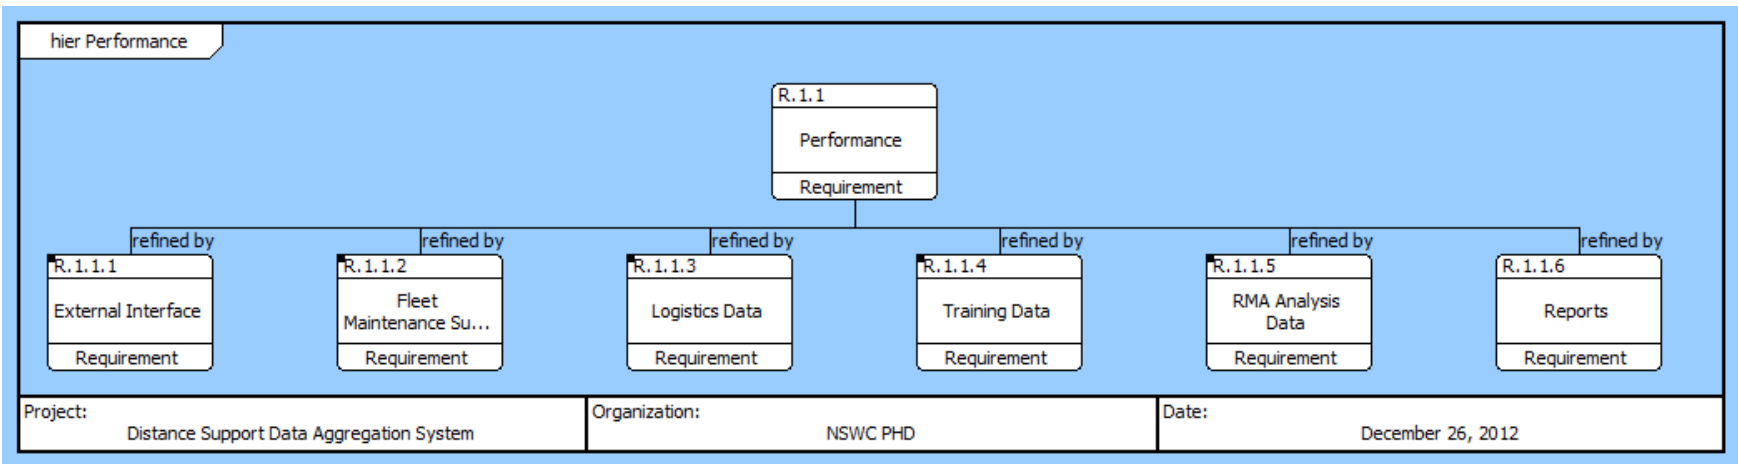 hier Performance
R.1.1
Performance
Requirement
refined by
refined by
refined by
refined by
refined by
refined by
R.1.1.1
External Interface
Requirement
R.1.1.2
Fleet
Maintenance Su...
Requirement
R.1.1.3
Logistics Data
Requirement
R.1.1.4
Training Data
Requirement
R.1.1.5
RMA Analysis
Data
Requirement
R.1.1.6
Reports
Requirement
Project:
Distance Support Data Aggregation System
Organization:
NSWC PHD
Date:
December 26, 2012